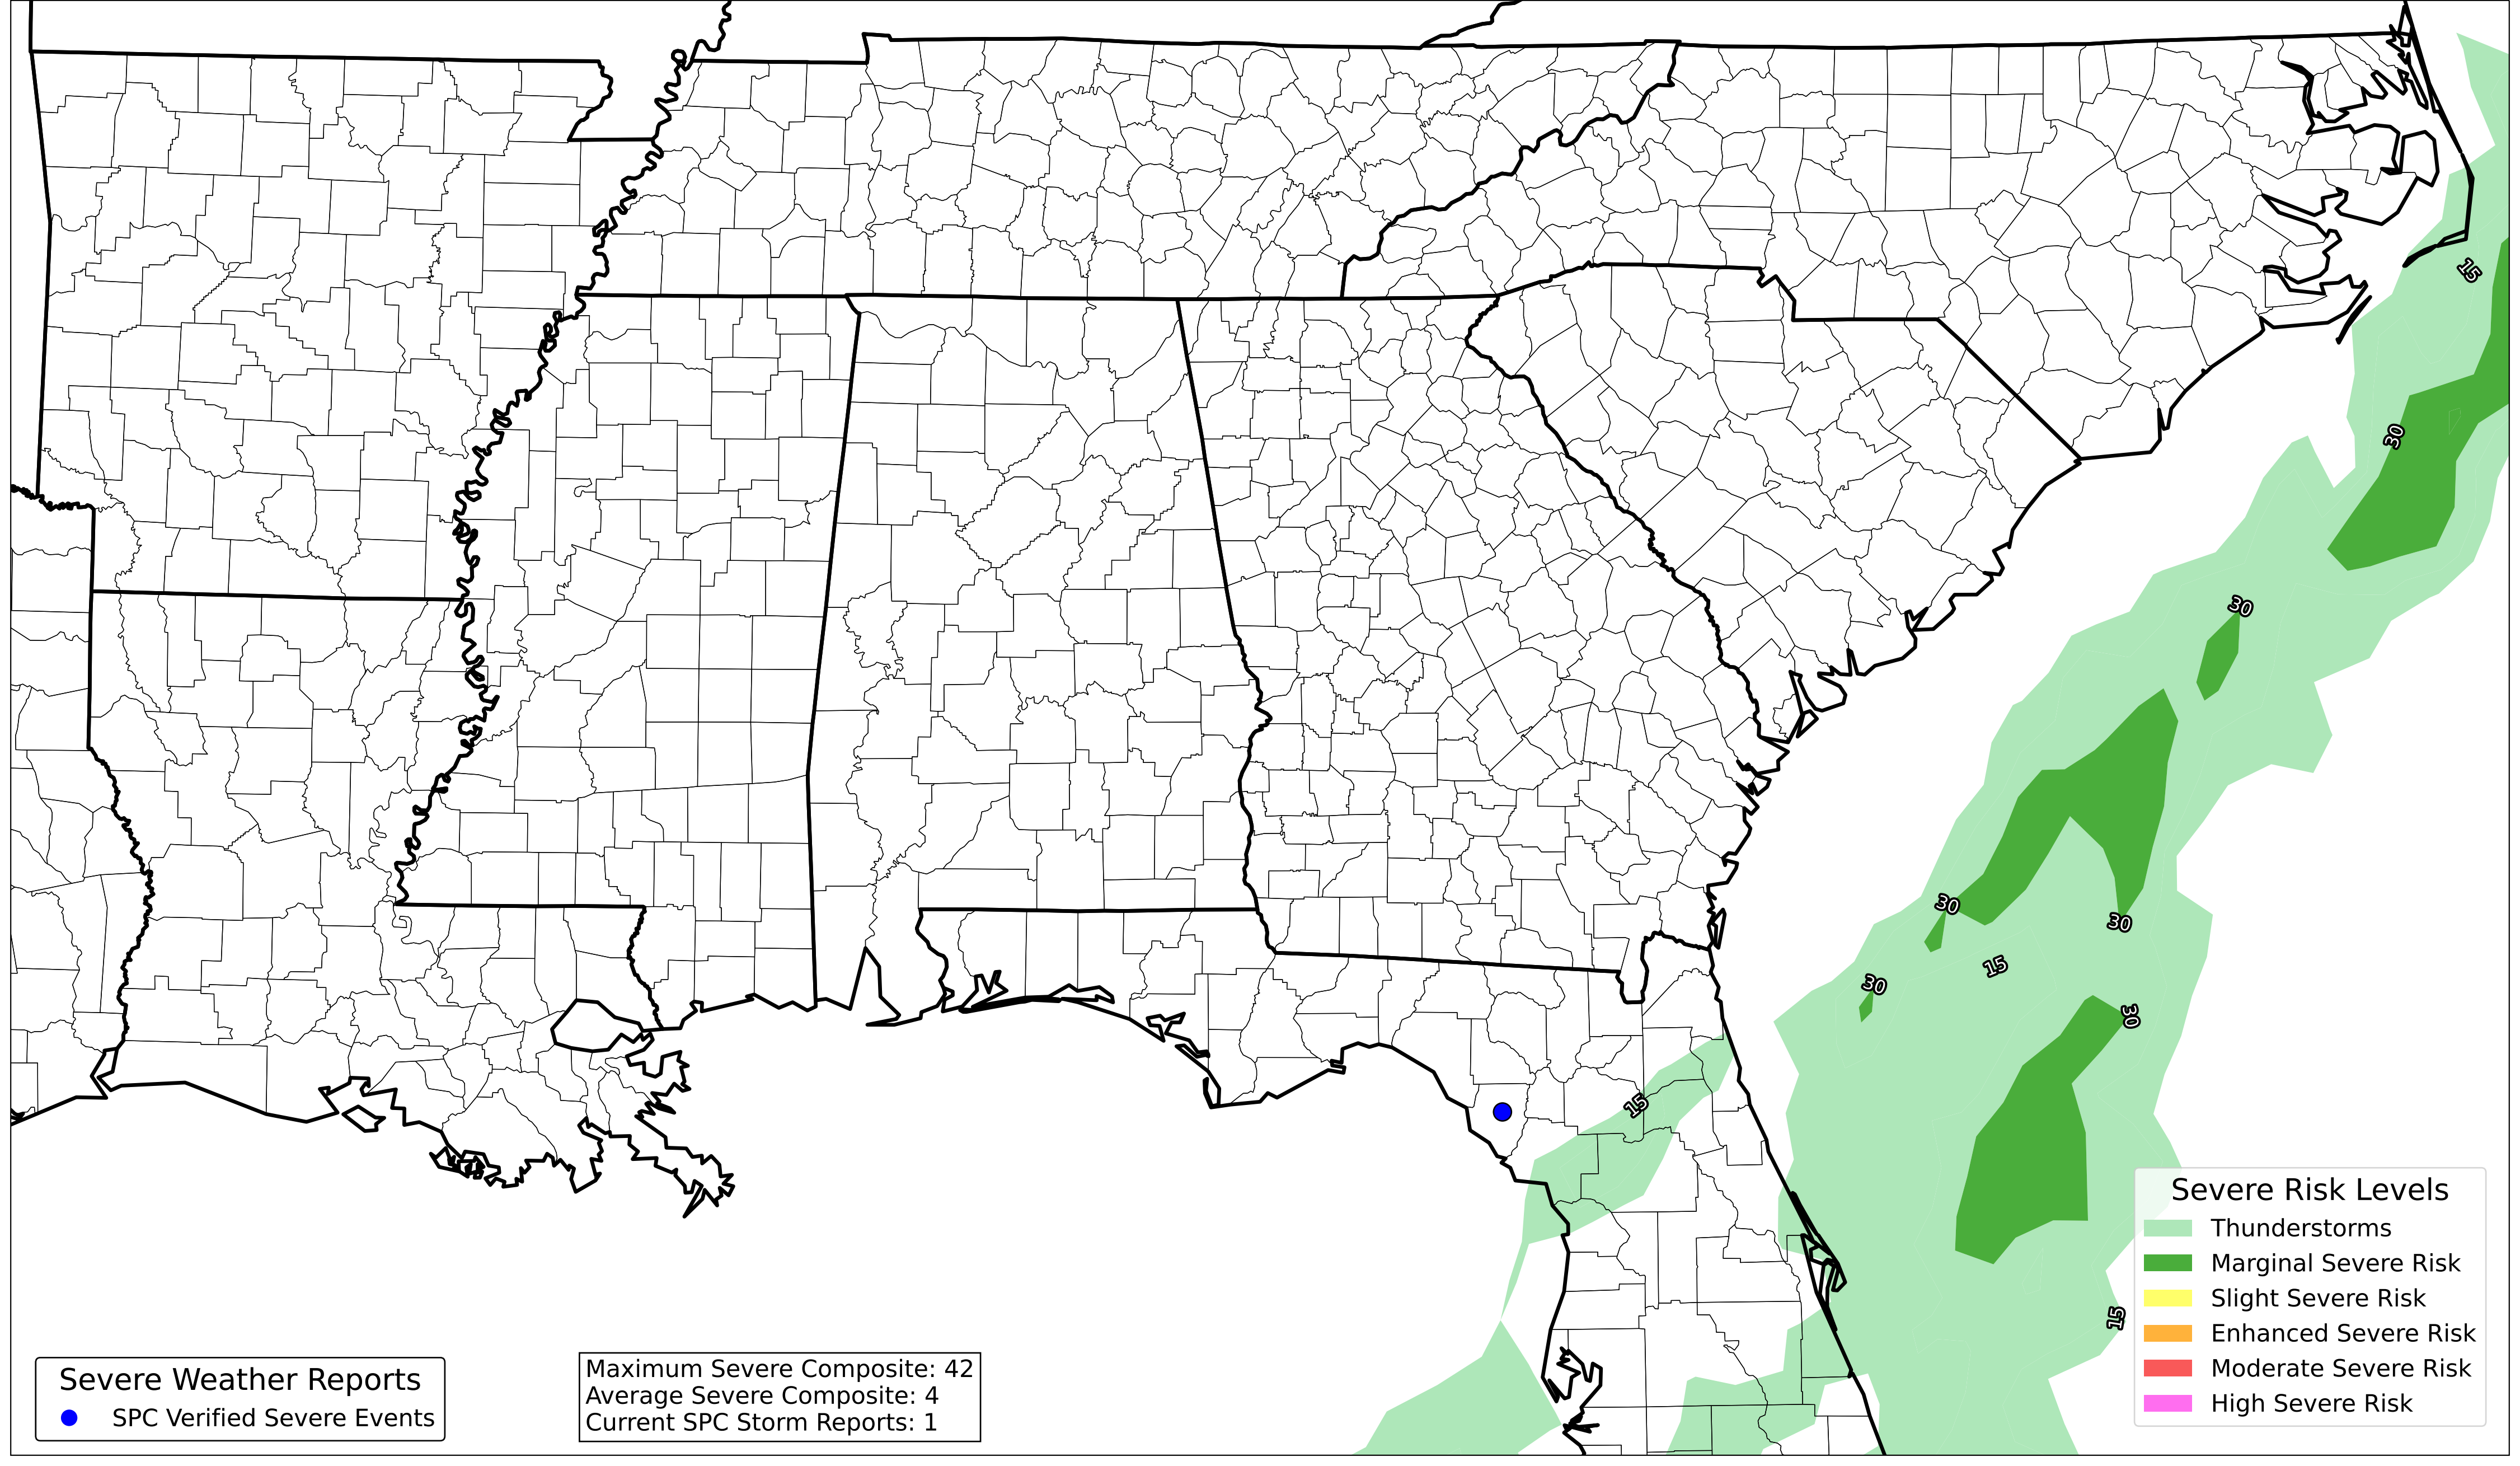 15
30
30
30
30
15
30
30
15
15
Severe Risk Levels
Thunderstorms
Marginal Severe Risk
Slight Severe Risk
Enhanced Severe Risk
Moderate Severe Risk
High Severe Risk
Severe Weather Reports
SPC Verified Severe Events
Maximum Severe Composite: 42
Average Severe Composite: 4
Current SPC Storm Reports: 1